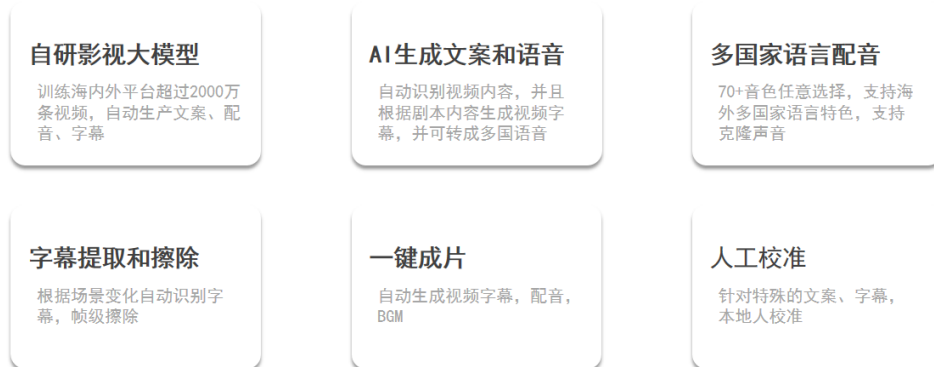 自研影视大模型
训练海内外平台超过2000万
条视频，自动生产文案、配
音、字幕
AI生成文案和语音
自动识别视频内容，并且
根据剧本内容生成视频字
幕，并可转成多国语音
多国家语言配音
70+音色任意选择，支持海
外多国家语言特色，支持
克隆声音
字幕提取和擦除
根据场景变化自动识别字
幕，帧级擦除
一键成片
自动生成视频字幕，配音，
BGM
人工校准
针对特殊的文案、字幕，
本地人校准